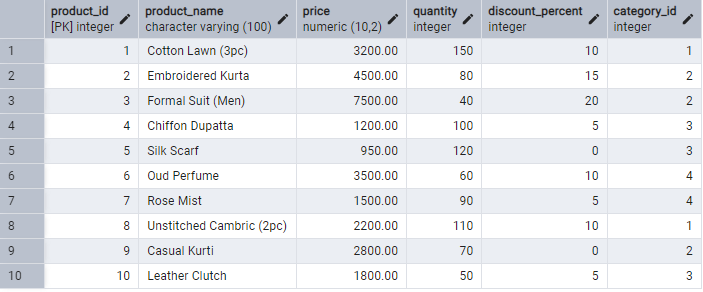 product_id product_name price quantity discount_percent category_id
[PK] integer character varying (100) numeric (10,2) integer integer integer
1 1 Cotton Lawn (3pc) 3200.00 150 10 1
2 2 Embroidered Kurta 4500.00 80 15 2
3 3 Formal Suit (Men) 7500.00 40 20 2
4 4 Chiffon Dupatta 1200.00 100 5 3
5 5 Silk Scarf 950.00 120 0 3
6 6 Oud Perfume 3500.00 60 10 4
7 7 Rose Mist 1500.00 90 5 4
8 8 Unstitched Cambric (2pc) 2200.00 110 10 1
9 9 Casual Kurti 2800.00 70 0 2
10 10 Leather Clutch 1800.00 50 5 3